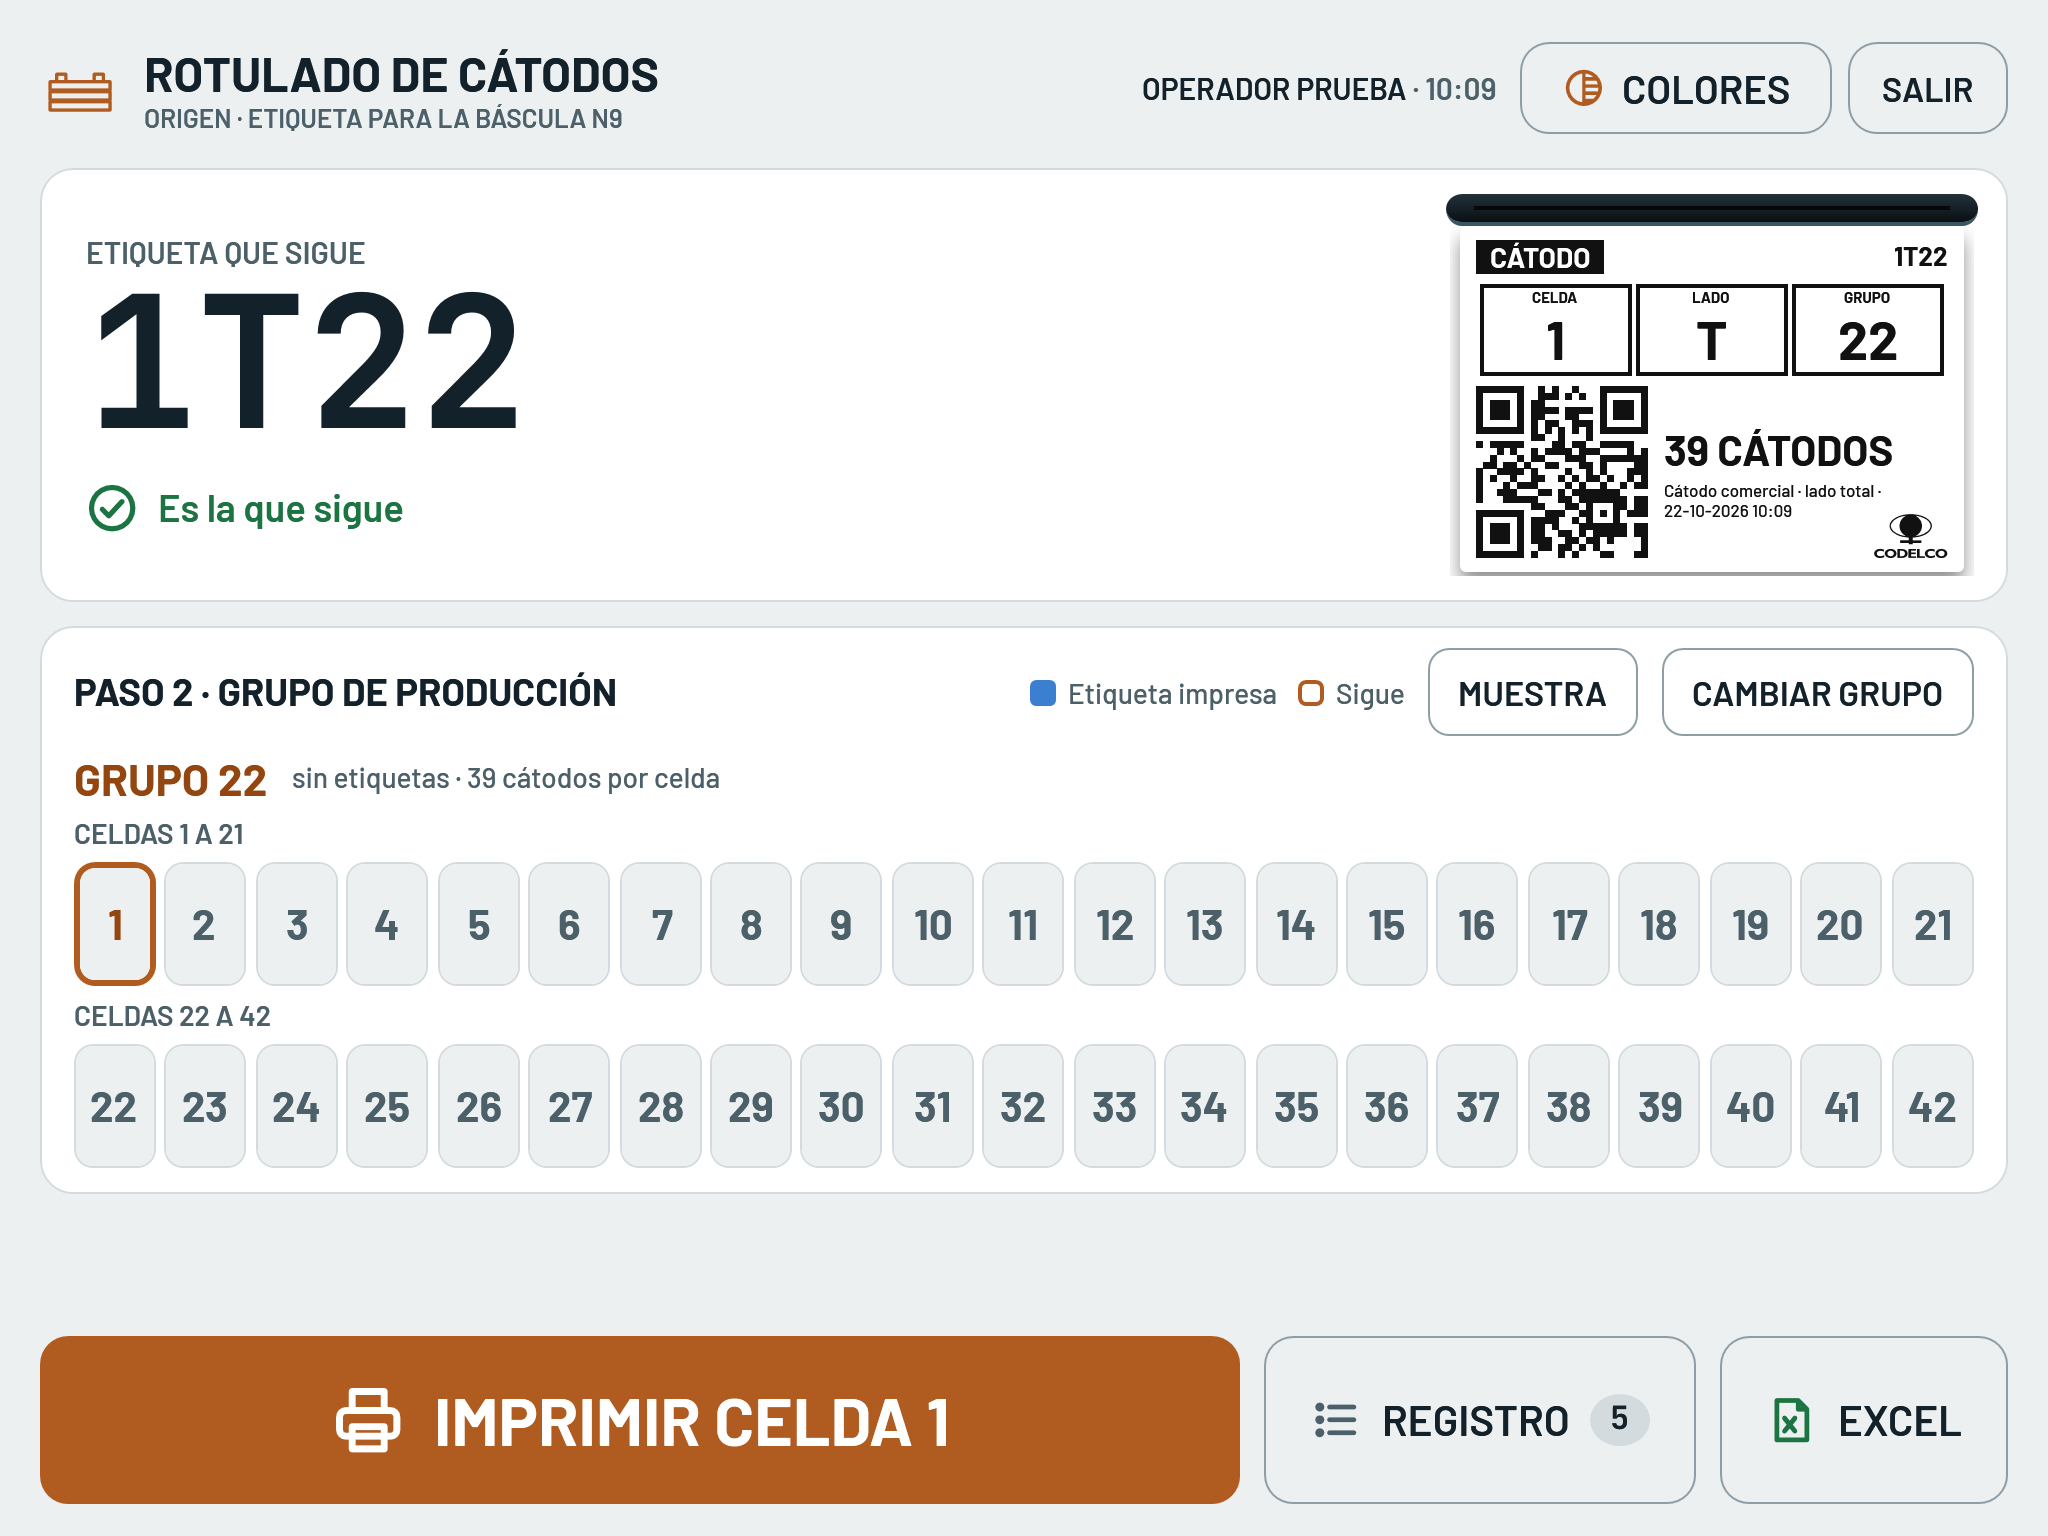 ROTULADO DE CÁTODOS
ORIGEN · ETIQUETA PARA LA BÁSCULA N9
OPERADOR PRUEBA · 10:09
COLORES
SALIR
ETIQUETA QUE SIGUE
1T22
Es la que sigue
CÁTODO
1T22
CELDA
LADO
GRUPO
1
T
22
39 CÁTODOS
Cátodo comercial · lado total ·
22-10-2026 10:09
CODELCO
PASO 2 · GRUPO DE PRODUCCIÓN
Etiqueta impresa
Sigue
MUESTRA
CAMBIAR GRUPO
GRUPO 22 sin etiquetas · 39 cátodos por celda
CELDAS 1 A 21
1 2 3 4 5 6 7 8 9 10 11 12 13 14 15 16 17 18 19 20 21
CELDAS 22 A 42
22 23 24 25 26 27 28 29 30 31 32 33 34 35 36 37 38 39 40 41 42
IMPRIMIR CELDA 1
REGISTRO 5
EXCEL